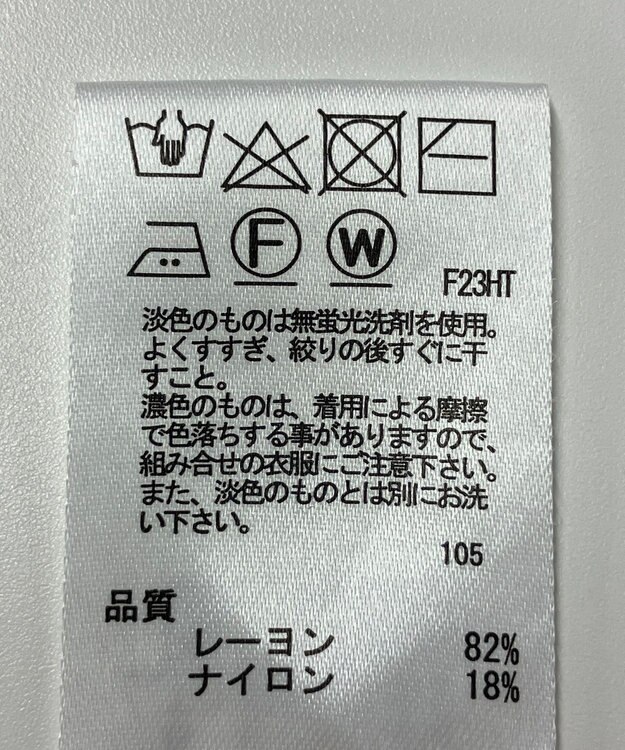 F W
F23HT
淡色のものは無蛍光洗剤を使用。
よくすすぎ、絞りの後すぐに干
すこと。
濃色のものは、着用による摩擦
で色落ちする事がありますので、
組み合せの衣服にご注意下さい。
また、淡色のものとは別にお洗
い下さい。
105
品質
レーヨン 82%
ナイロン 18%